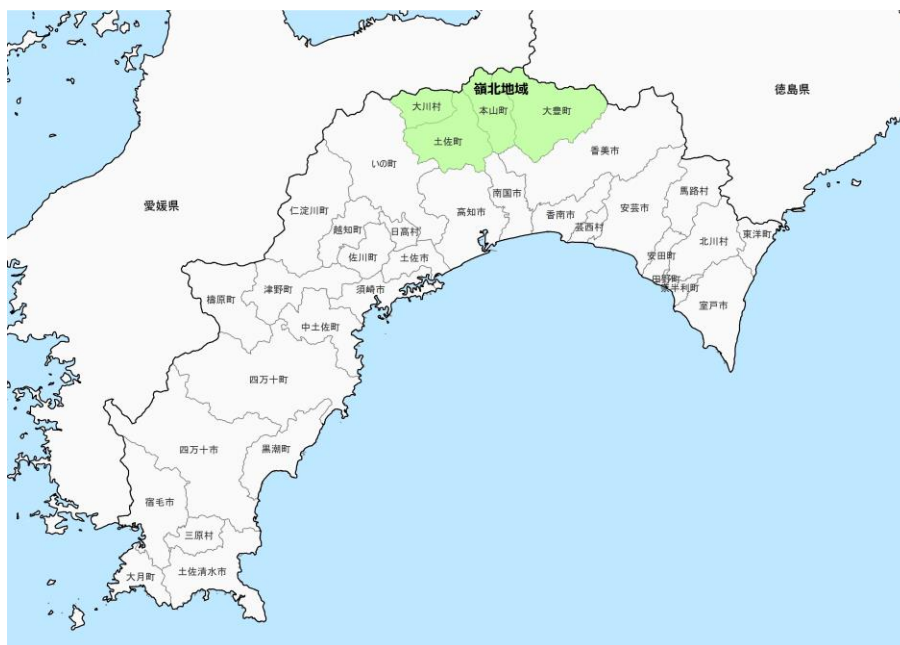 徳島県
嶺北地域
大川村
本山町
大豊町
土佐町
香美市
いの町
馬路村
南国市
愛媛県
仁淀川町
高知市
香南市
安芸市
芸西村
越知町
日高村
北川村
東洋町
佐川町
土佐市
安田町
田野町
奈半利町
津野町
須崎市
梼原町
室戸市
中土佐町
四万十町
四万十市
黒潮町
宿毛市
三原村
大月町
土佐清水市